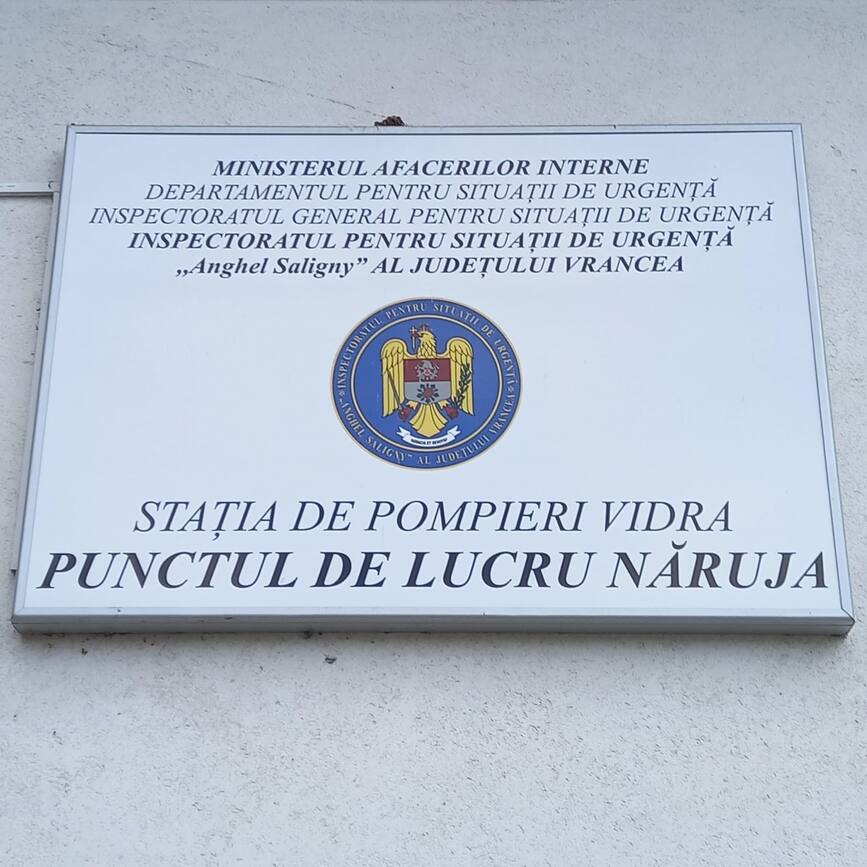 MINISTERUL AFACERILOR INTERNE
DEPARTAMENTUL PENTRU SITUAȚII DE URGENȚĂ
INSPECTORATUL GENERAL PENTRU SITUAȚII DE URGENȚĂ
INSPECTORATUL PENTRU SITUAȚII DE URGENȚĂ
,,Anghel Saligny” AL JUDEȚULUI VRANCEA
INSPECTORATUL PENTRU SITUAȚII DE URGENȚĂ
"ANGHEL SALIGNY" AL JUDEȚULUI VRANCEA
STAȚIA DE POMPIERI VIDRA
PUNCTUL DE LUCRU NĂRUJA